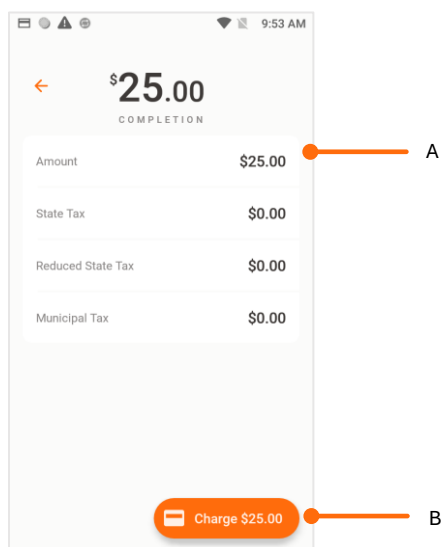 9:53 AM
$25.00
COMPLETION
Amount $25.00 A
State Tax $0.00
Reduced State Tax $0.00
Municipal Tax $0.00
Charge $25.00 B